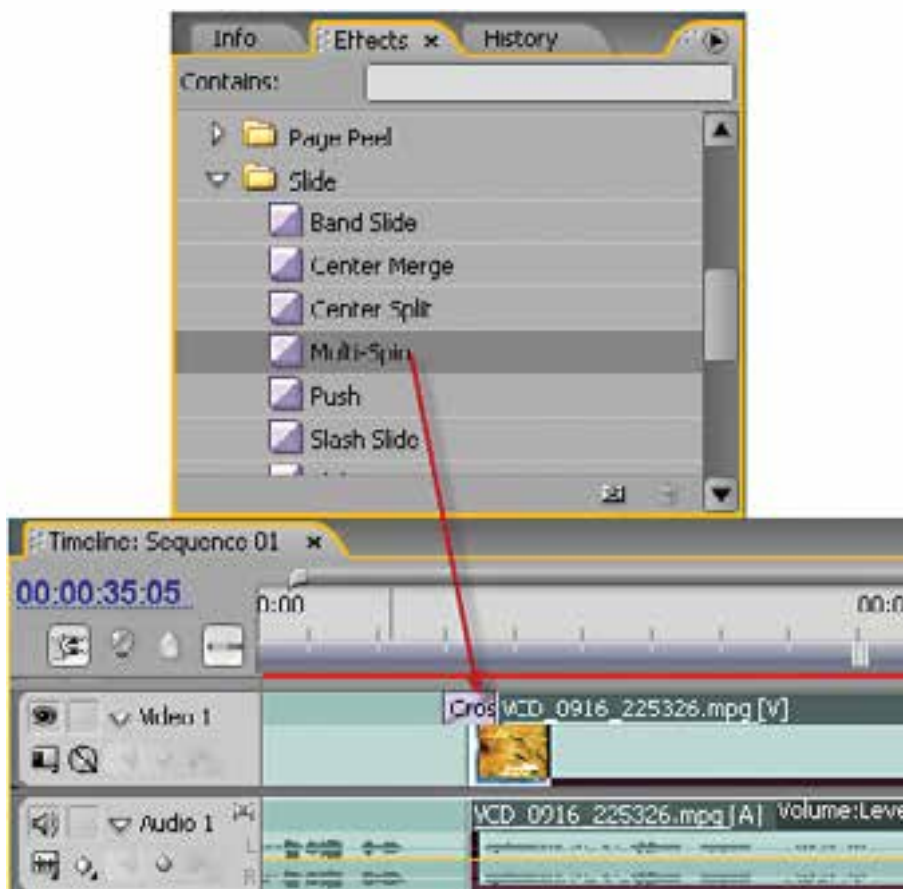 Info Effects × History
Contains:
Page Peel
Slide
Band Slide
Center Merge
Center Split
Multi-Spin
Push
Slash Slide
Timeline: Sequence 01 ×
00:00:35:05
0:00
00:0
Video 1
Cros VCD_0916_225326.mpg [V]
Audio 1
VCD_0916_225326.mpg [A] Volume:Leve
L
R